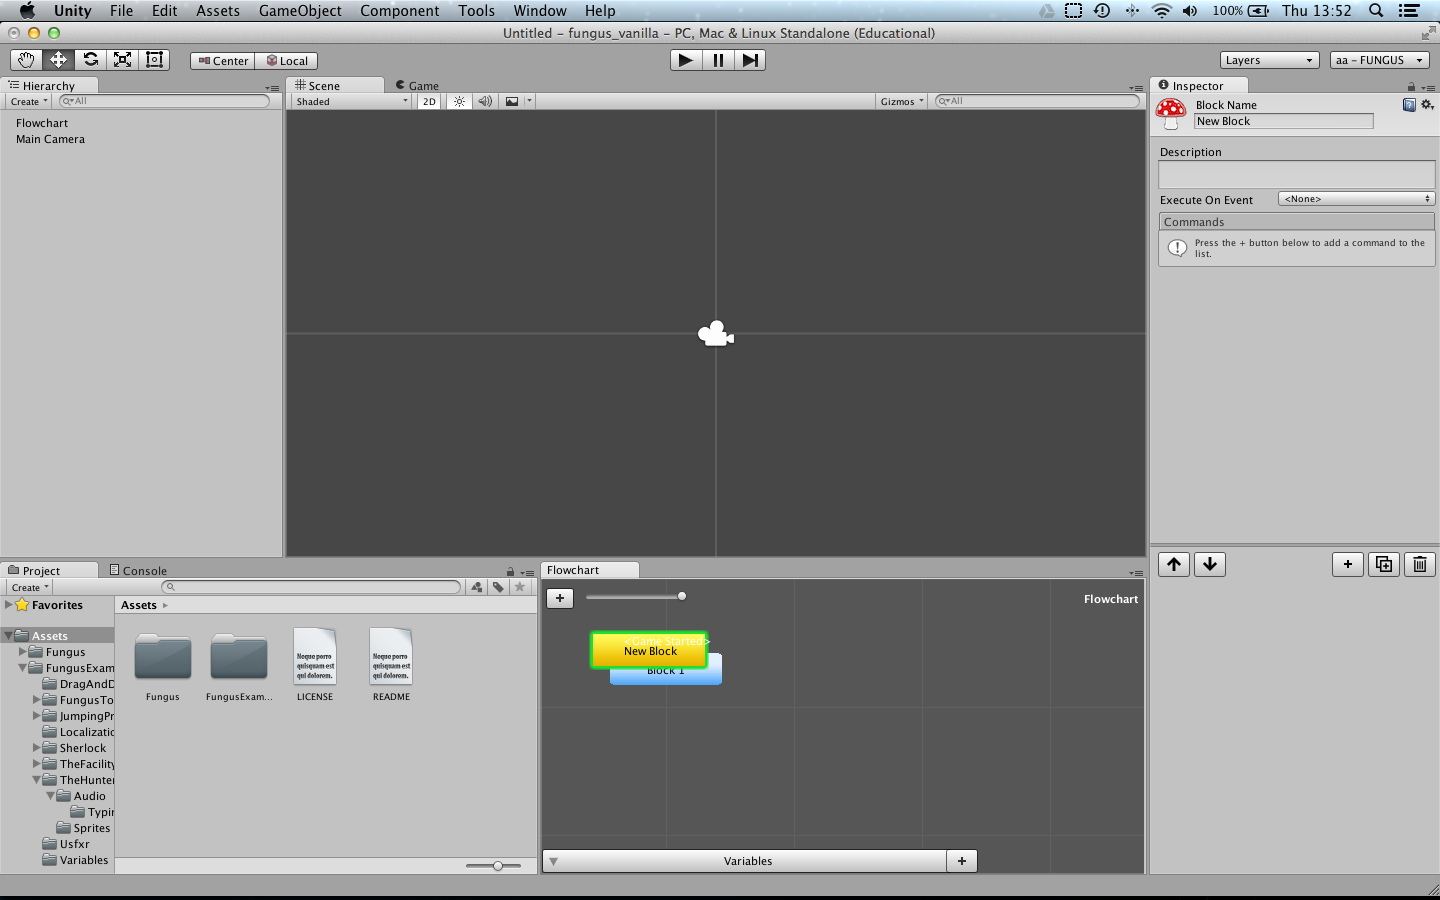 Unity File Edit Assets GameObject Component Tools Window Help 100% Thu 13:52
Untitled - fungus_vanilla - PC, Mac & Linux Standalone (Educational)
Center Local Layers aa - FUNGUS
Hierarchy
Create All
Flowchart
Main Camera
Scene Game
Shaded 2D Gizmos All
Inspector
Block Name
New Block
Description
Execute On Event <None>
Commands
Press the + button below to add a command to the
list.
Project Console
Create
Favorites
Assets
Fungus
FungusExam
DragAndD
FungusTo
JumpingPr
Localizatio
Sherlock
TheFacility
TheHunter
Audio
Typin
Sprites
Usfxr
Variables
Assets
Neque porro
quisquam est
qui dolorem.
Neque porro
quisquam est
qui dolorem.
Fungus FungusExam... LICENSE README
Flowchart
+ Flowchart
<Game Started>
New Block
Block 1
Variables +
+